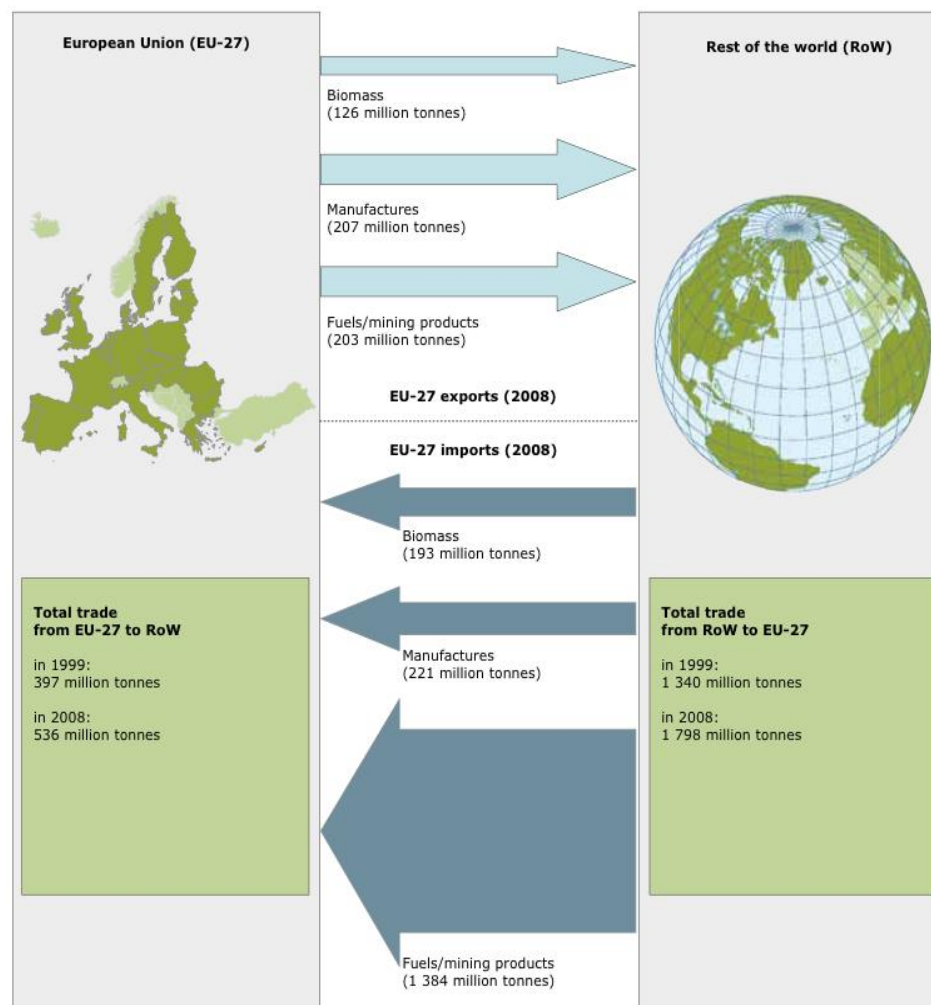 European Union (EU-27)
Rest of the world (RoW)
Biomass
(126 million tonnes)
Manufactures
(207 million tonnes)
Fuels/mining products
(203 million tonnes)
EU-27 exports (2008)
EU-27 imports (2008)
Biomass
(193 million tonnes)
Manufactures
(221 million tonnes)
Fuels/mining products
(1 384 million tonnes)
Total trade
from EU-27 to RoW
in 1999:
397 million tonnes
in 2008:
536 million tonnes
Total trade
from RoW to EU-27
in 1999:
1 340 million tonnes
in 2008:
1 798 million tonnes